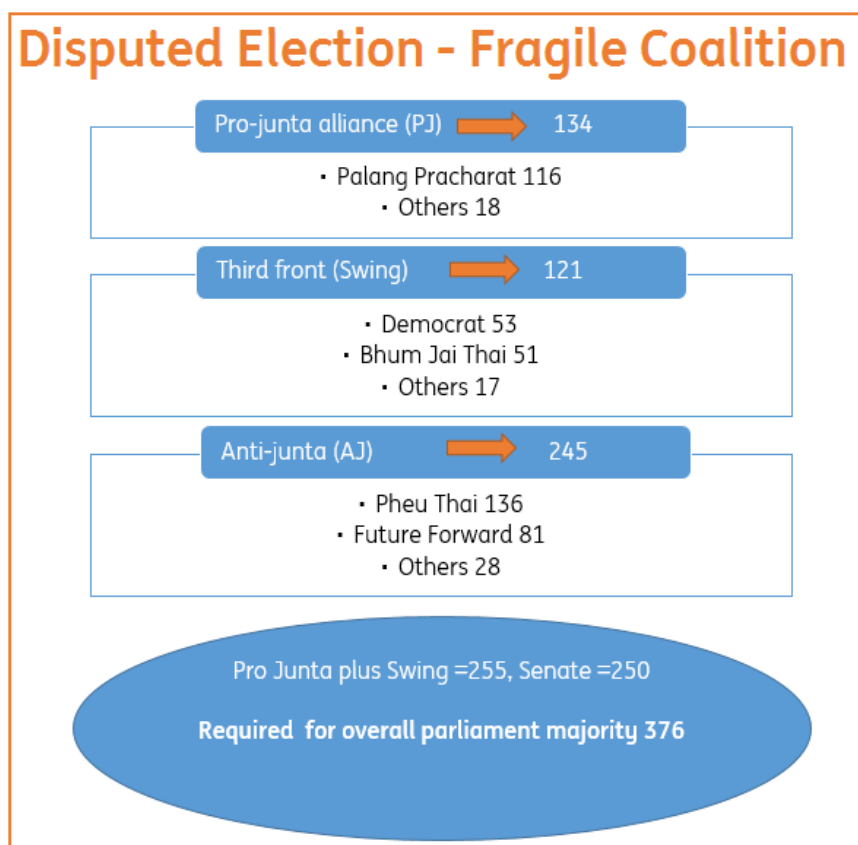 Disputed Election - Fragile Coalition
Pro-junta alliance (PJ) 134
• Palang Pracharat 116
• Others 18
Third front (Swing) 121
• Democrat 53
• Bhum Jai Thai 51
• Others 17
Anti-junta (AJ) 245
• Pheu Thai 136
• Future Forward 81
• Others 28
Pro Junta plus Swing =255, Senate =250
Required for overall parliament majority 376